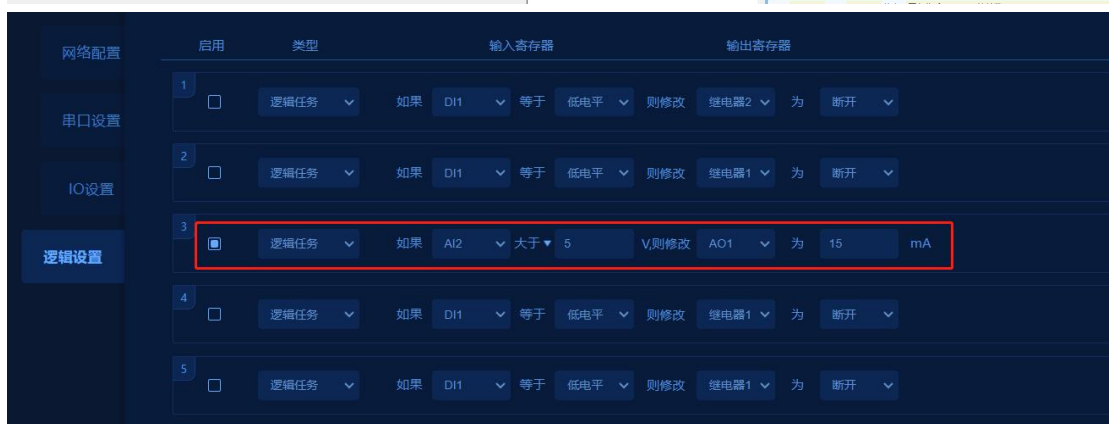 网络配置
串口设置
IO设置
逻辑设置
启用 类型 输入寄存器 输出寄存器
1 逻辑任务 如果 DI1 等于 低电平 则修改 继电器2 为 断开
2 逻辑任务 如果 DI1 等于 低电平 则修改 继电器1 为 断开
3 逻辑任务 如果 AI2 大于 5 V,则修改 AO1 为 15 mA
4 逻辑任务 如果 DI1 等于 低电平 则修改 继电器1 为 断开
5 逻辑任务 如果 DI1 等于 低电平 则修改 继电器1 为 断开